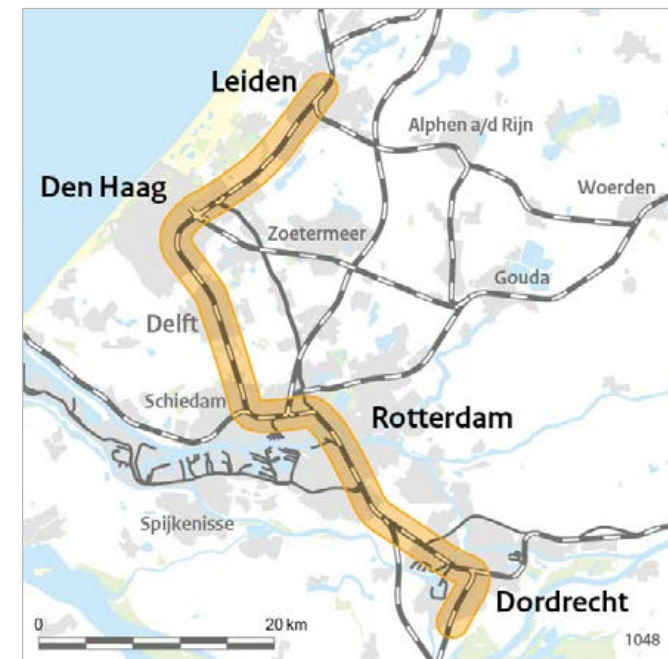 Leiden
Alphen a/d Rijn
Den Haag
Woerden
Zoetermeer
Gouda
Delft
Schiedam
Rotterdam
Spijkenisse
Dordrecht
0 20 km
1048